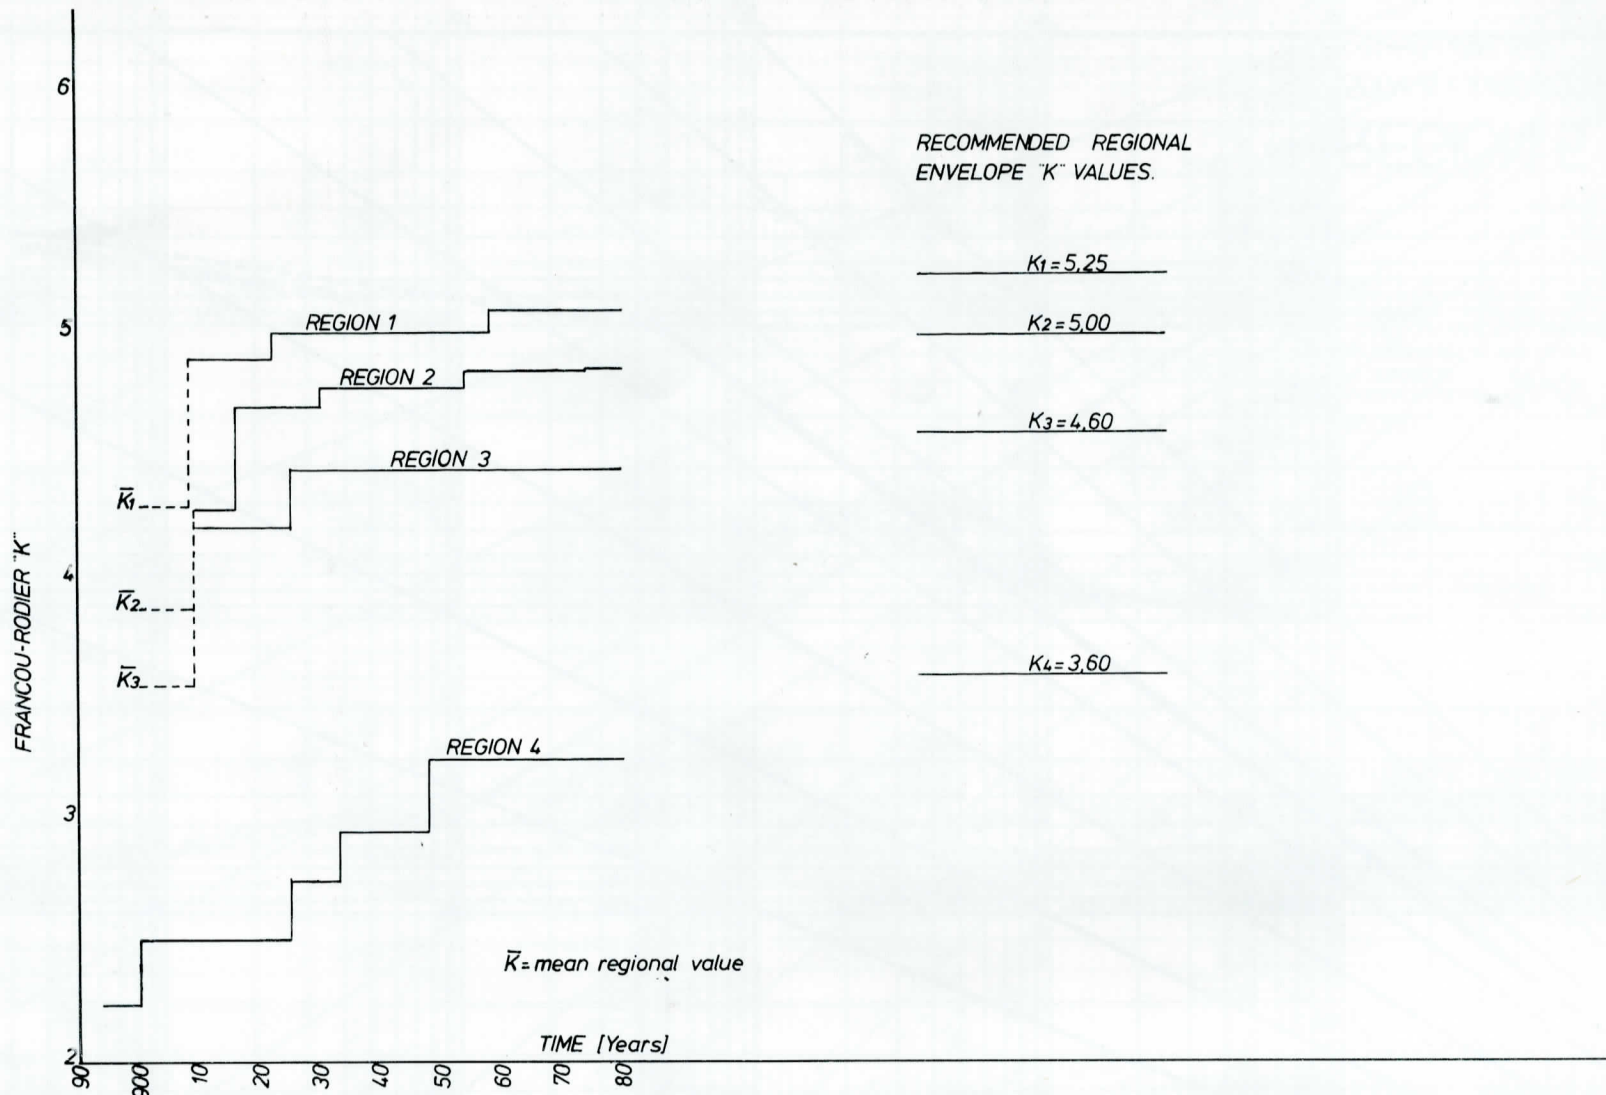 6
RECOMMENDED REGIONAL
ENVELOPE "K" VALUES.
K1=5,25
5
REGION 1
K2=5,00
REGION 2
K3=4,60
REGION 3
K̄1
4
K̄2
FRANCOU-RODIER "K"
K4=3,60
K̄3
REGION 4
3
K̄=mean regional value
TIME [Years]
2
90 1900 10 20 30 40 50 60 70 80